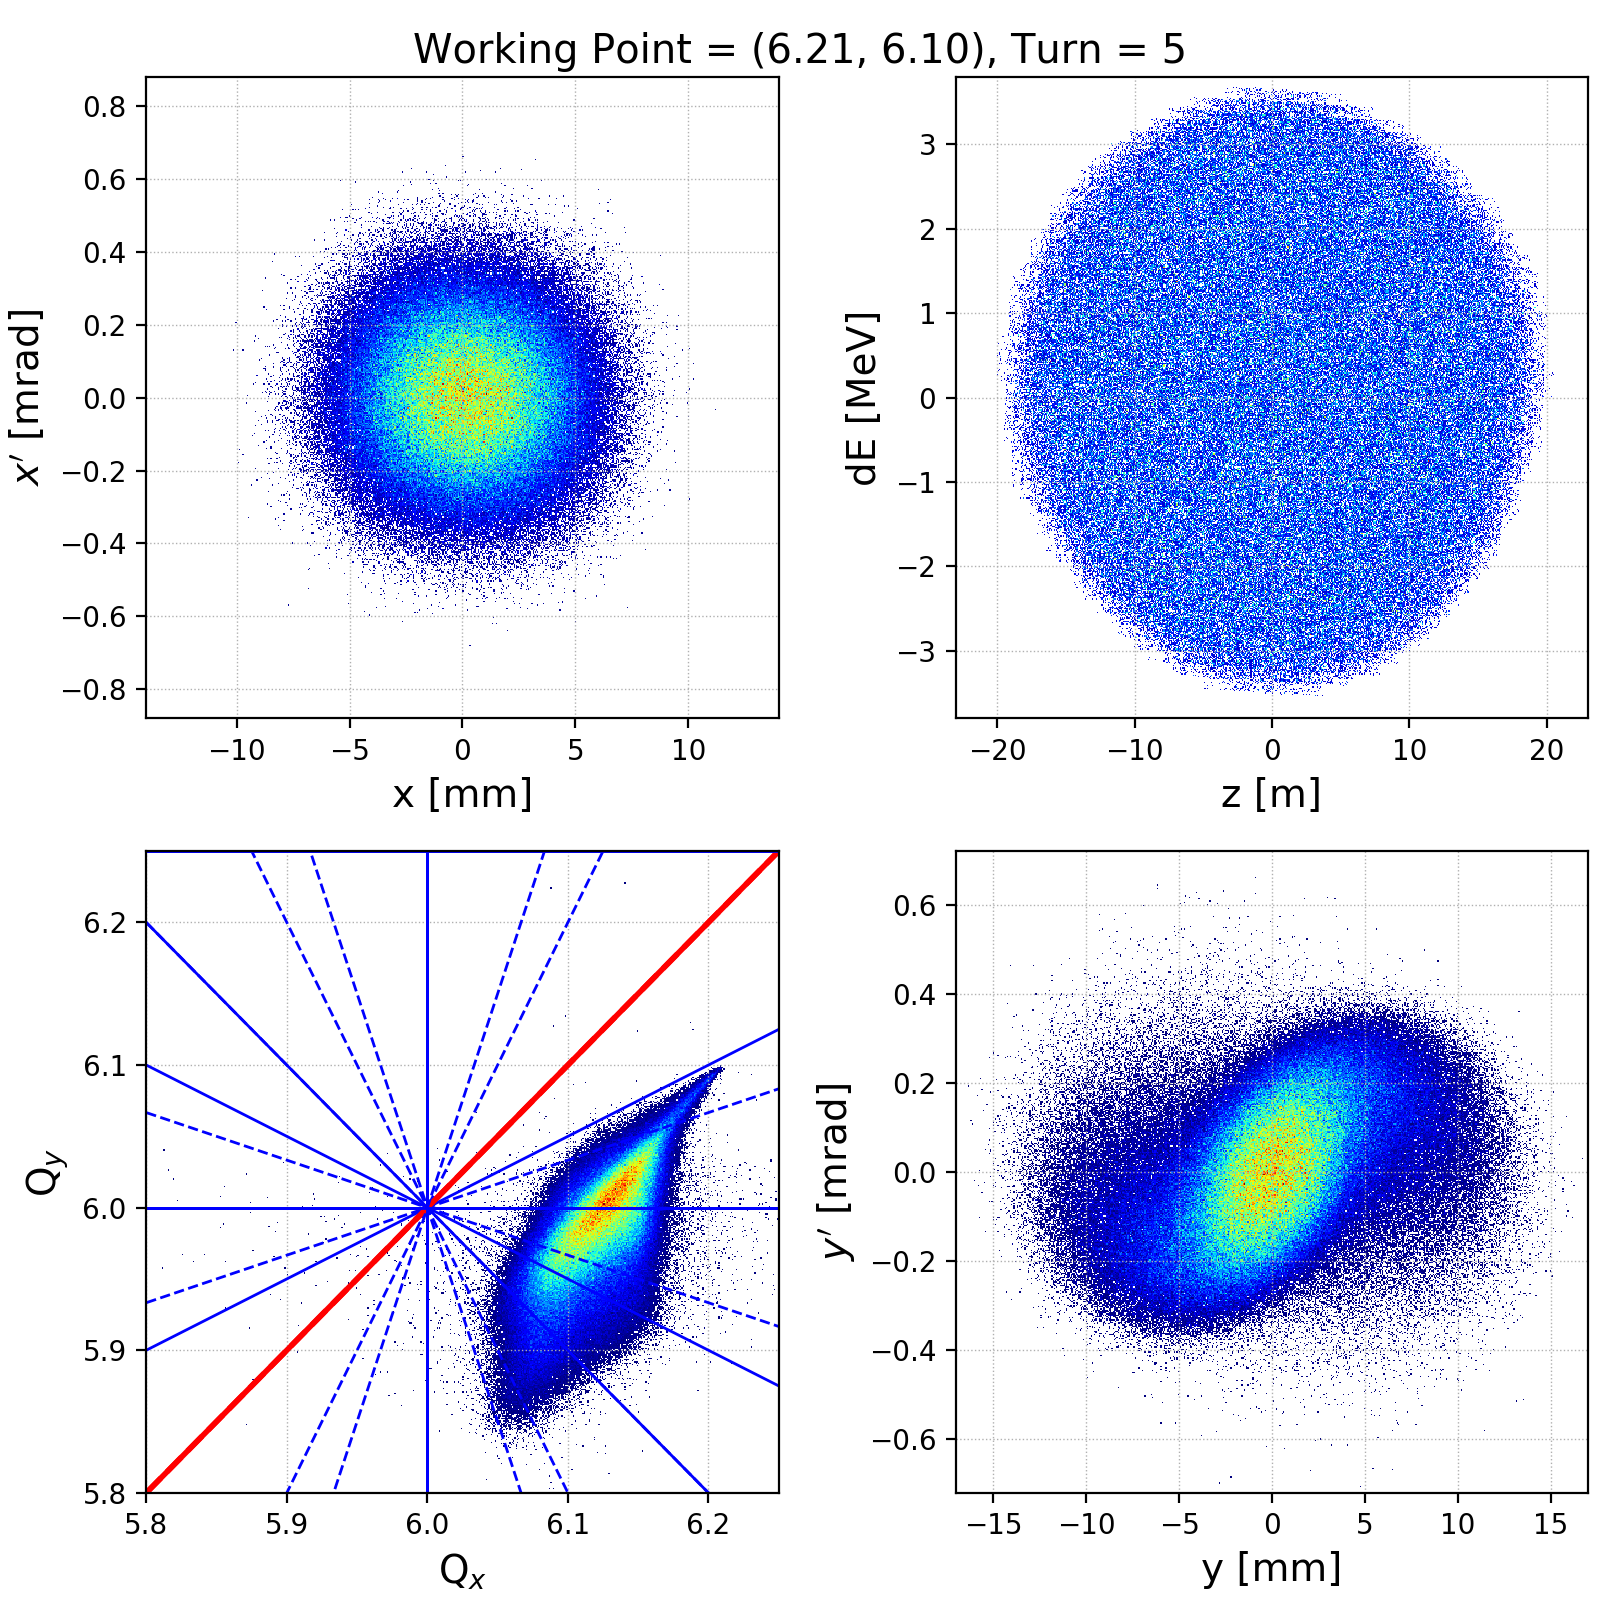 Working Point = (6.21, 6.10), Turn = 5
0.8
0.6
0.4
0.2
0.0
−0.2
−0.4
−0.6
−0.8
x′ [mrad]
−10 −5 0 5 10
x [mm]
3
2
1
0
−1
−2
−3
dE [MeV]
−20 −10 0 10 20
z [m]
6.2
6.1
6.0
5.9
5.8
Qy
5.8 5.9 6.0 6.1 6.2
Qx
0.6
0.4
0.2
0.0
−0.2
−0.4
−0.6
y′ [mrad]
−15 −10 −5 0 5 10 15
y [mm]